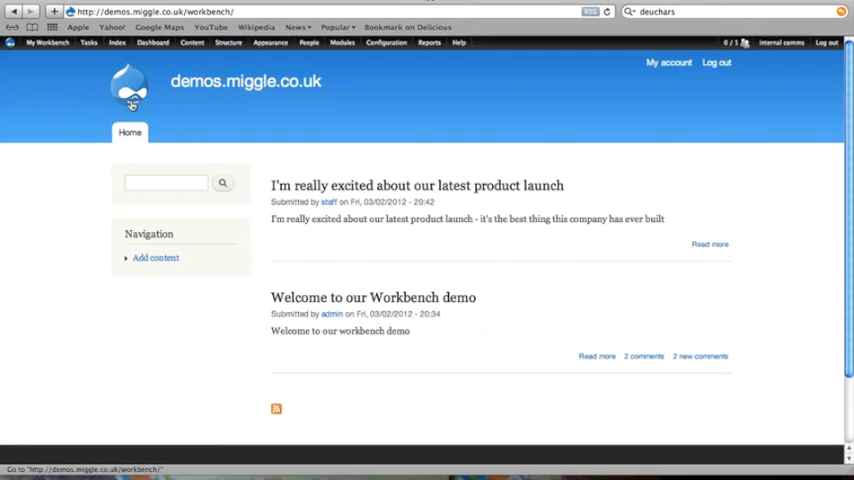 http://demos.miggle.co.uk/workbench/
RSS
deuchars
Apple Yahoo! Google Maps YouTube Wikipedia News Popular Bookmark on Delicious
My Workbench Tasks Index Dashboard Content Structure Appearance People Modules Configuration Reports Help 0 / 1 internal comms Log out
My account Log out
demos.miggle.co.uk
Home
Navigation
Add content
I'm really excited about our latest product launch
Submitted by staff on Fri, 03/02/2012 - 20:42
I'm really excited about our latest product launch - it's the best thing this company has ever built
Read more
Welcome to our Workbench demo
Submitted by admin on Fri, 03/02/2012 - 20:34
Welcome to our workbench demo
Read more 2 comments 2 new comments
Go to "http://demos.miggle.co.uk/workbench/"